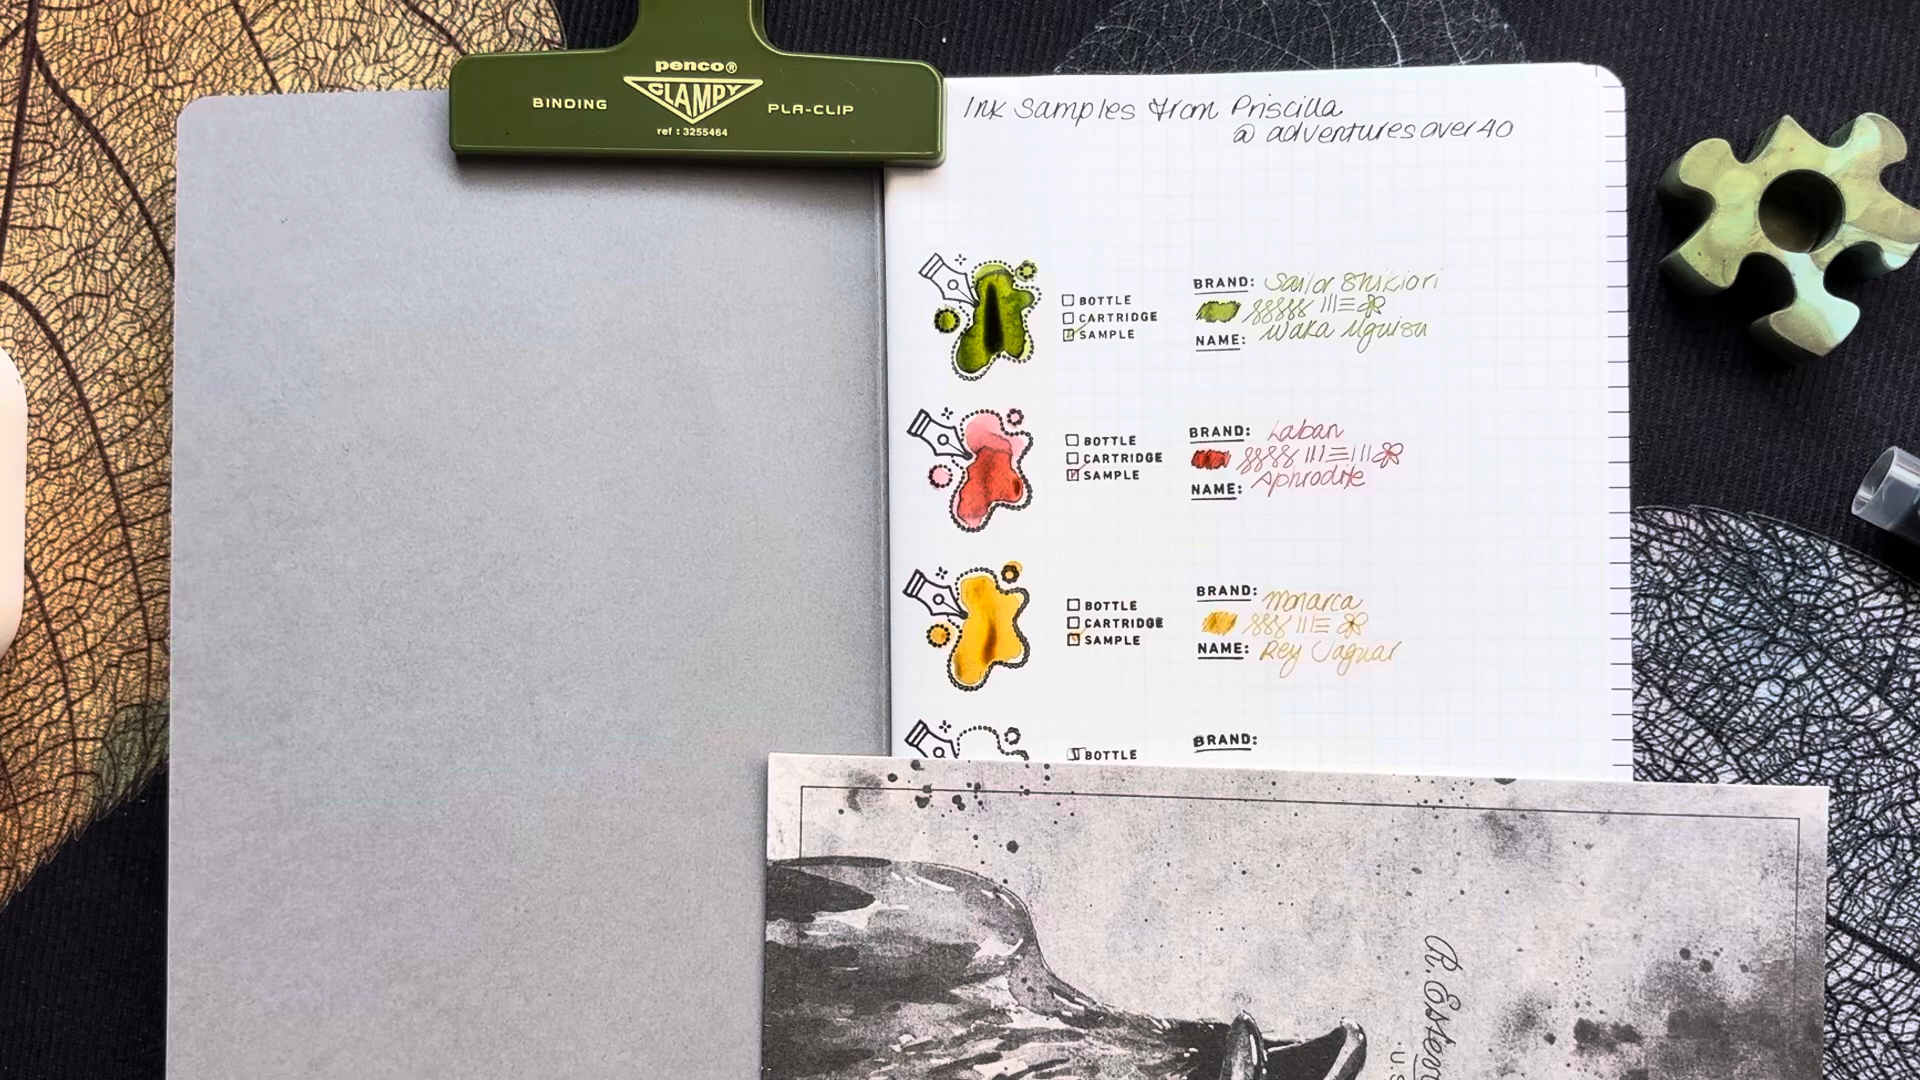 penco®
CLAMPY
BINDING PLA-CLIP
ref : 3255464
Ink Samples from Priscilla
@ adventuresover40
BRAND: Sailor Shikiori
BOTTLE
CARTRIDGE
SAMPLE
NAME: Waka Uguisu
BRAND: Laban
BOTTLE
CARTRIDGE
SAMPLE
NAME: Aphrodite
BRAND: Monarca
BOTTLE
CARTRIDGE
SAMPLE
NAME: Rey Jaguar
BRAND:
BOTTLE